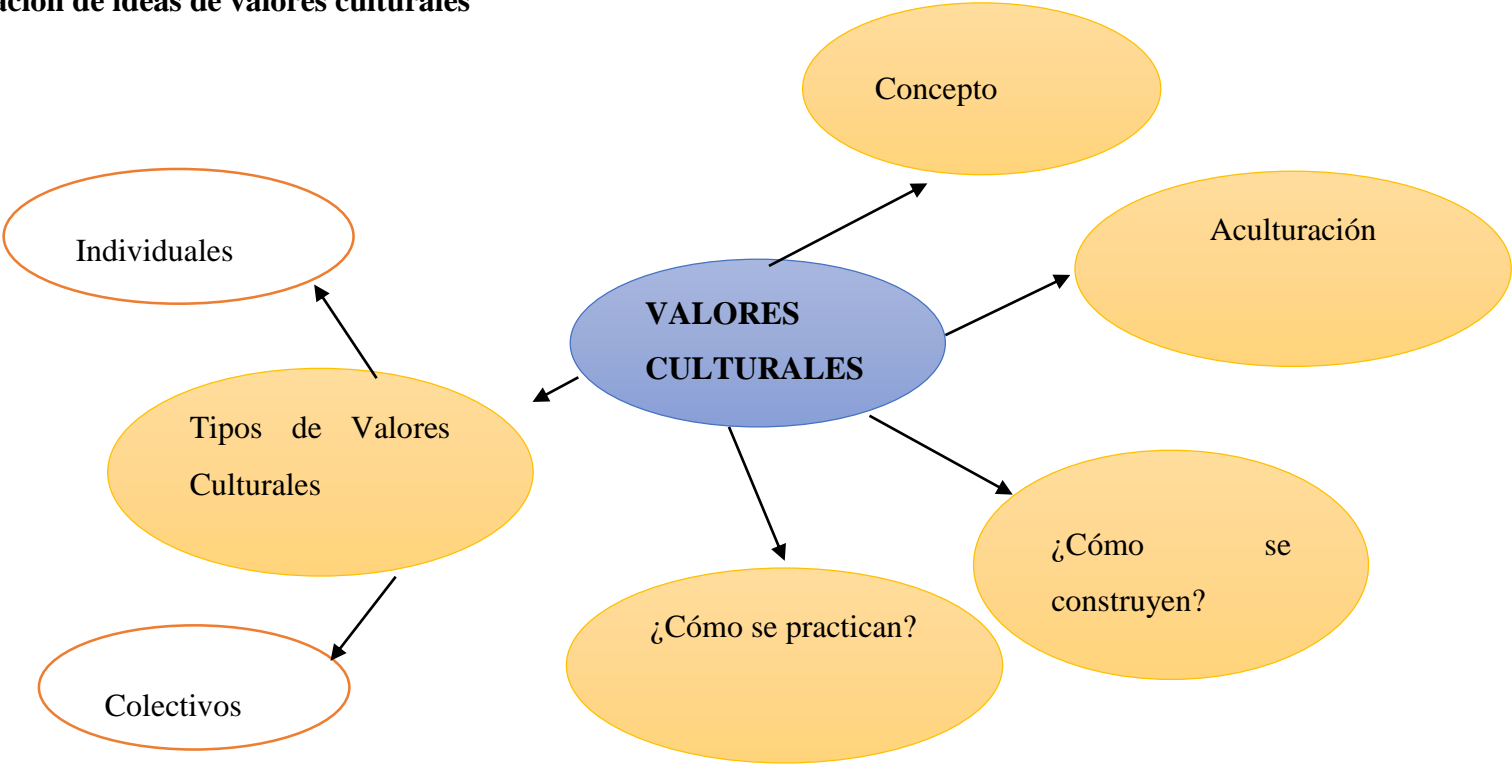 de ideas de valores culturales
Concepto
Aculturación
Individuales
VALORES
CULTURALES
Tipos de Valores
Culturales
¿Cómo se
construyen?
¿Cómo se practican?
Colectivos